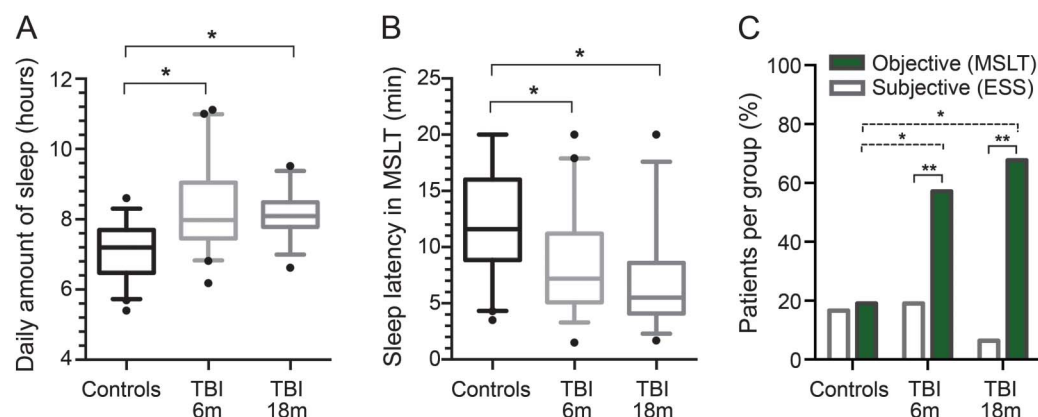 A
Daily amount of sleep (hours)
12
10
8
6
4
*
*
Controls
TBI
6m
TBI
18m
B
Sleep latency in MSLT (min)
25
20
15
10
5
0
*
*
Controls
TBI
6m
TBI
18m
C
Objective (MSLT)
Subjective (ESS)
Patients per group (%)
100
80
60
40
20
0
*
*
**
**
Controls
TBI
6m
TBI
18m